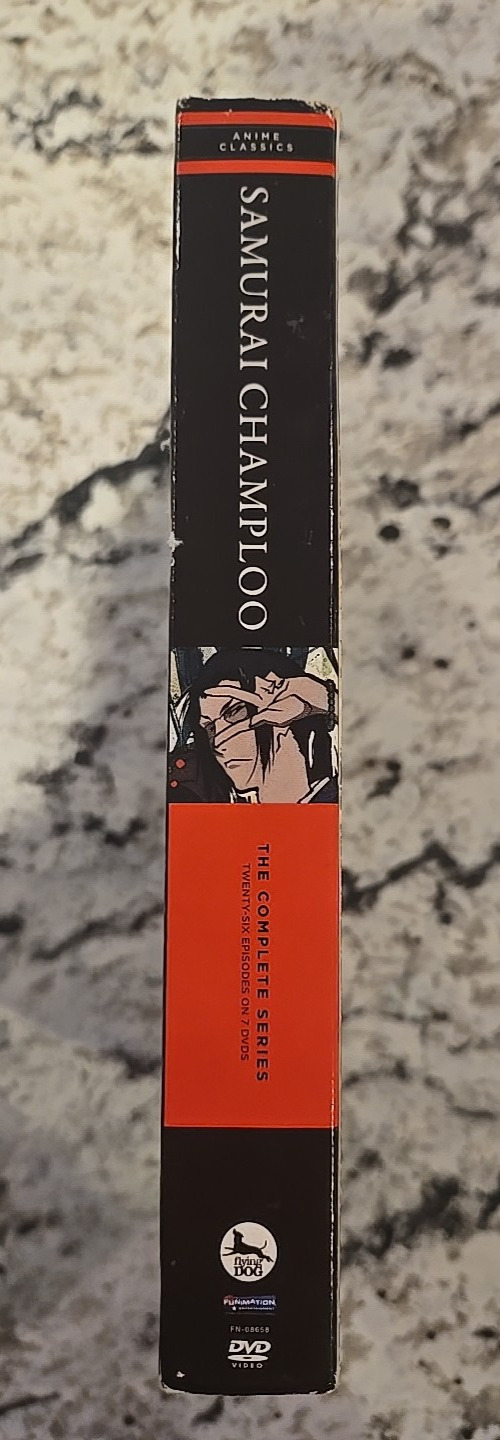 ANIME
CLASSICS
SAMURAI CHAMPLOO
THE COMPLETE SERIES
TWENTY-SIX EPISODES ON 7 DVDS
flying
DOG
FUNIMATION
ENTERTAINMENT
FN-08658
DVD
VIDEO